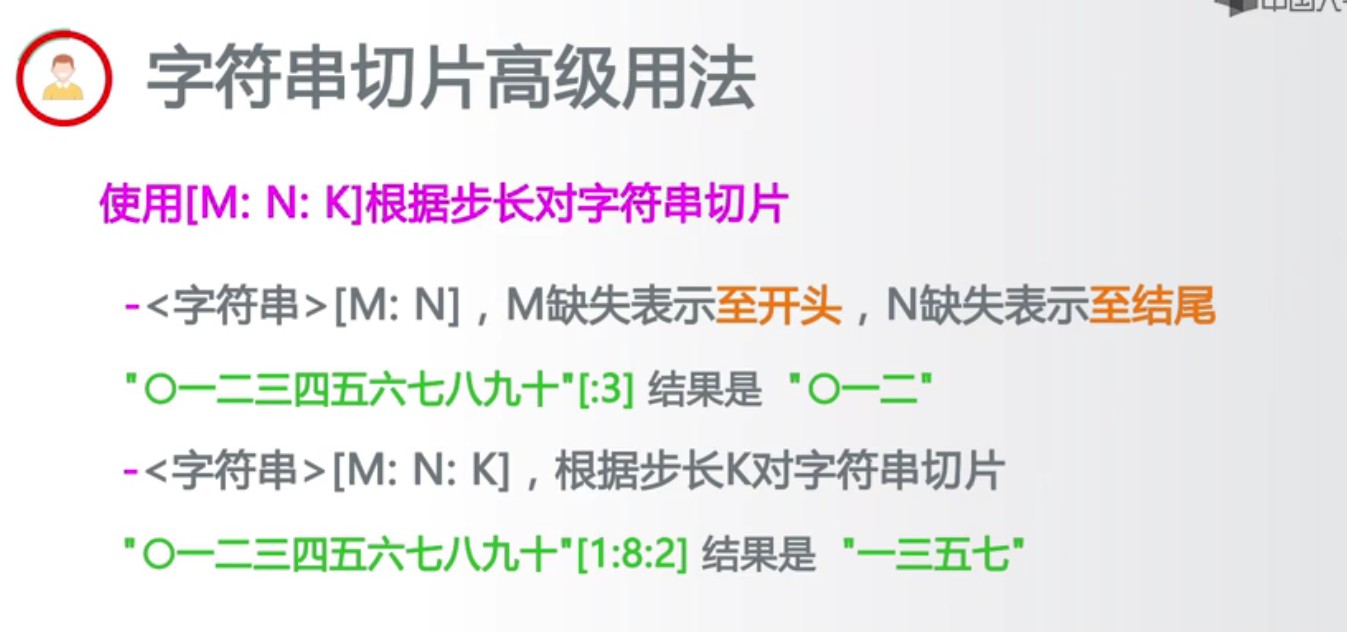 中国大学
字符串切片高级用法
使用[M: N: K]根据步长对字符串切片
-<字符串>[M: N]，M缺失表示至开头，N缺失表示至结尾
"〇一二三四五六七八九十"[:3] 结果是 "〇一二"
-<字符串>[M: N: K]，根据步长K对字符串切片
"〇一二三四五六七八九十"[1:8:2] 结果是 "一三五七"